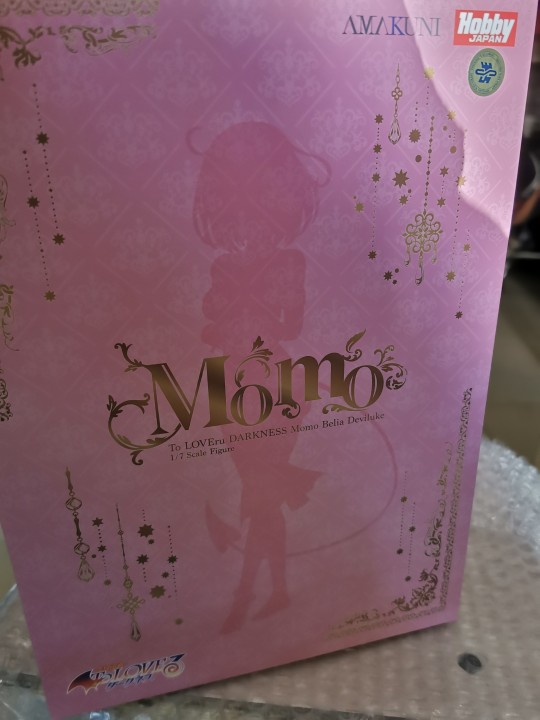 AMAKUNI
Hobby
JAPAN
Momo
To LOVEru DARKNESS Momo Belia Deviluke
1/7 Scale Figure